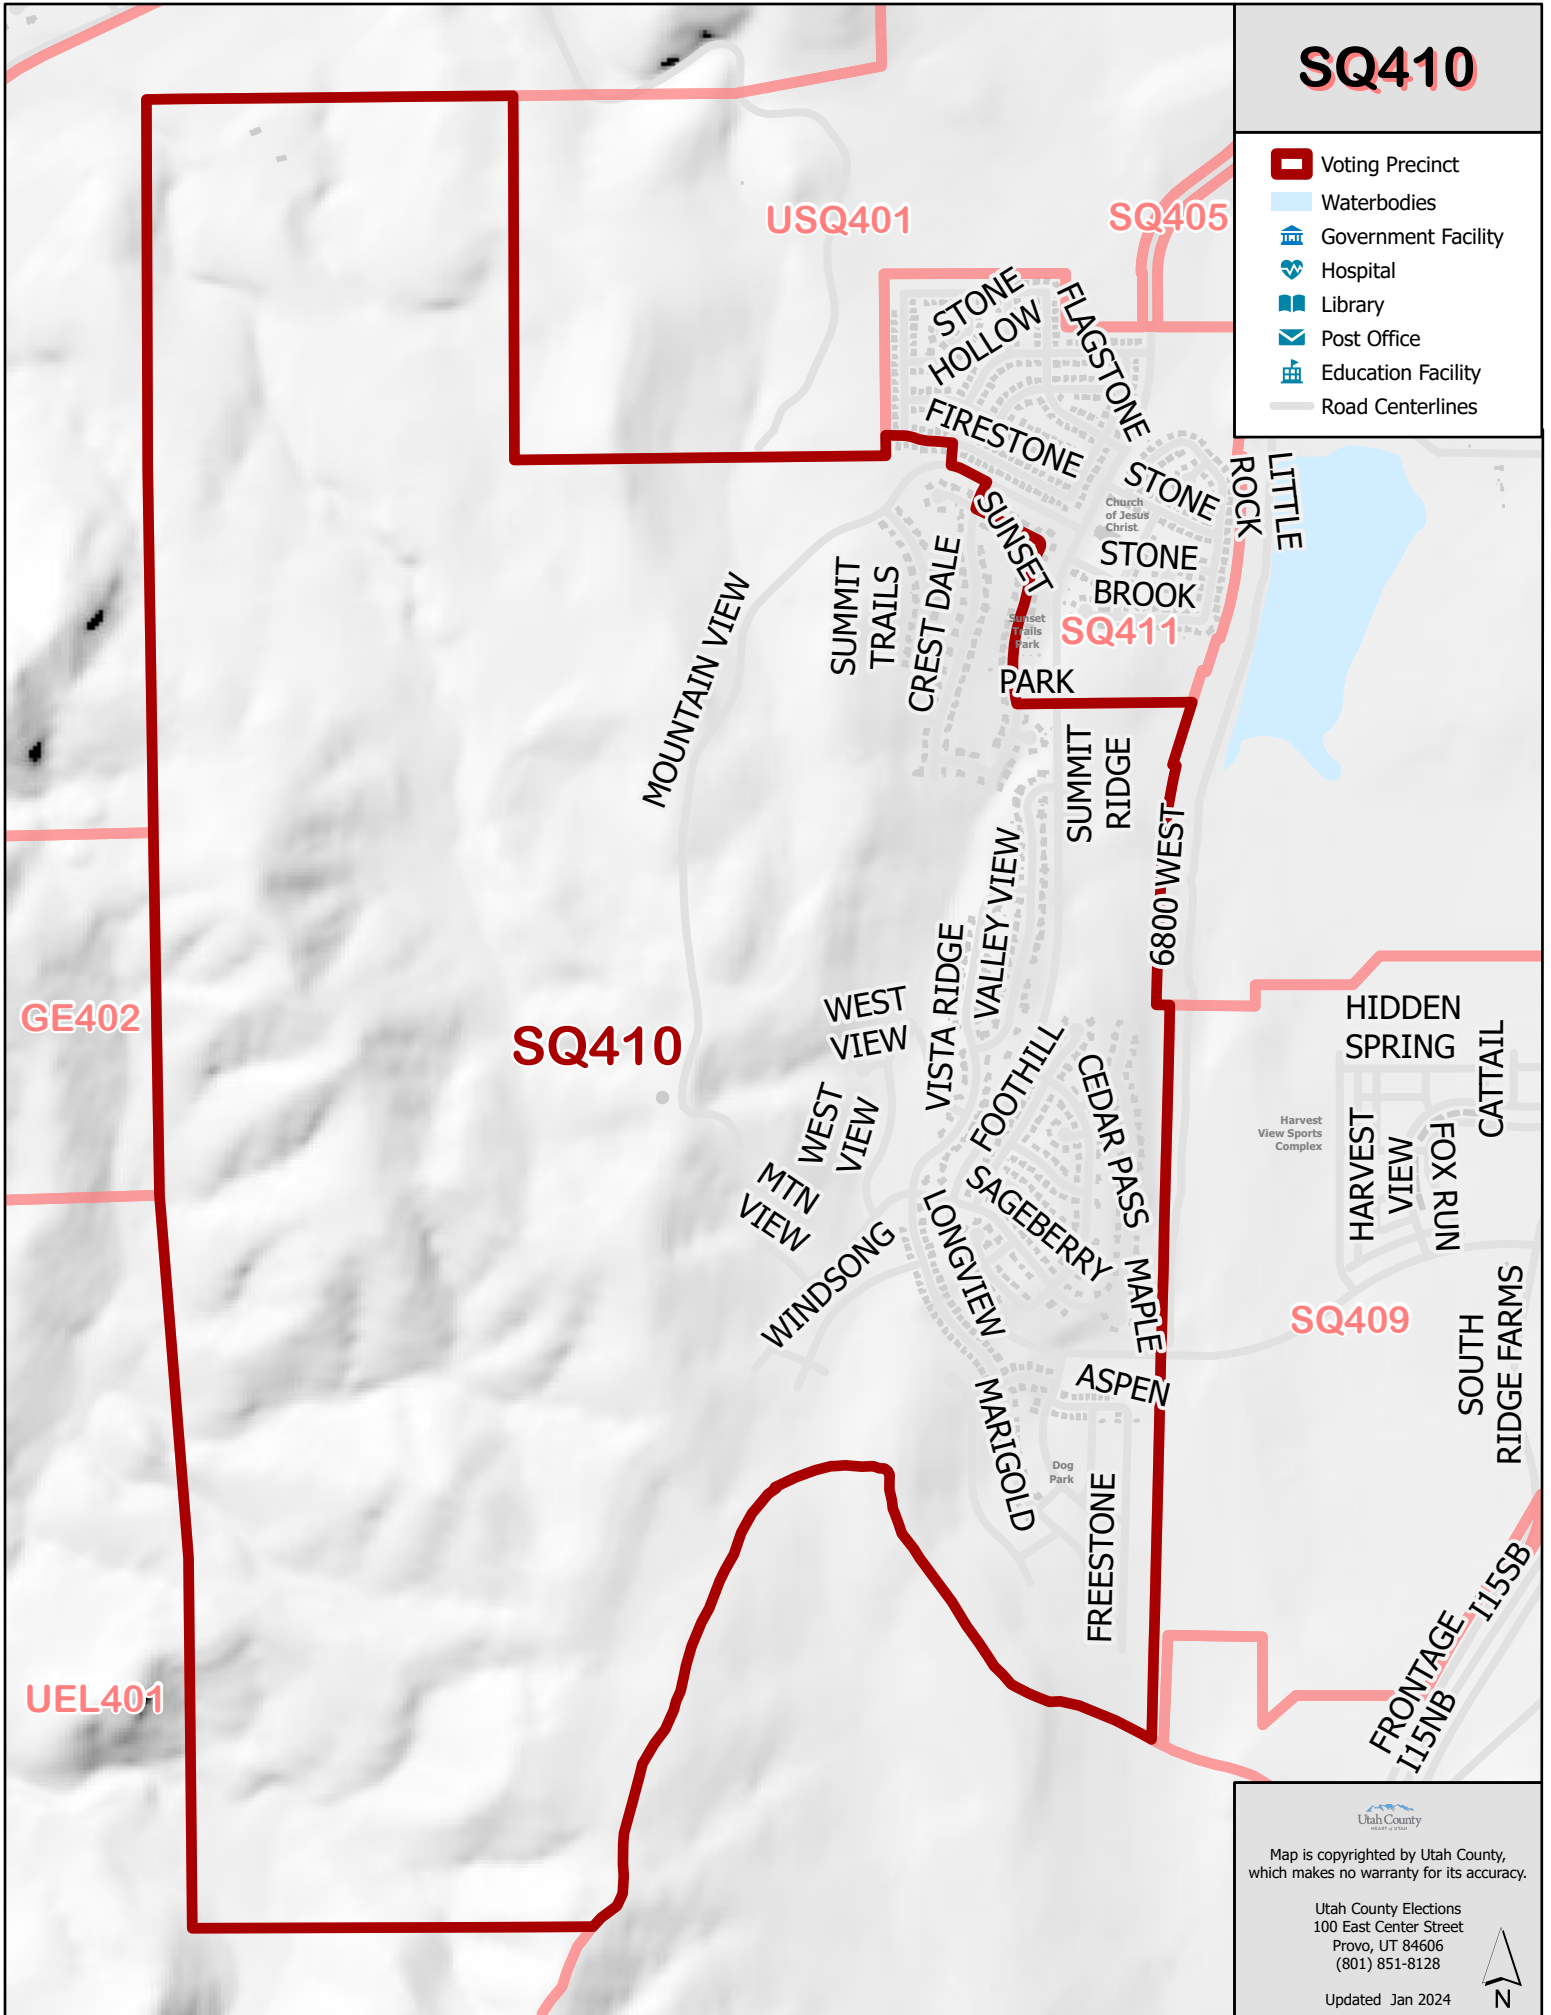 SQ410
Voting Precinct
Waterbodies
Government Facility
Hospital
Library
Post Office
Education Facility
Road Centerlines
USQ401
SQ405
STONE
HOLLOW
FLAGSTONE
FIRESTONE
STONE
LITTLE
ROCK
Church
of Jesus
Christ
SUNSET
STONE
BROOK
SUMMIT
TRAILS
CREST DALE
MOUNTAIN VIEW
Sunset
Trails
Park
SQ411
PARK
SUMMIT
RIDGE
6800 WEST
VALLEY VIEW
VISTA RIDGE
GE402
SQ410
WEST
VIEW
HIDDEN
SPRING
CATTAIL
FOOTHILL
CEDAR PASS
WEST
VIEW
Harvest
View Sports
Complex
HARVEST
VIEW
FOX RUN
MTN
VIEW
SAGEBERRY
LONGVIEW
WINDSONG
MAPLE
SQ409
SOUTH
RIDGE FARMS
ASPEN
MARIGOLD
Dog
Park
FREESTONE
I15SB
FRONTAGE
I15NB
UEL401
Utah County
HEART of UTAH
Map is copyrighted by Utah County,
which makes no warranty for its accuracy.
Utah County Elections
100 East Center Street
Provo, UT 84606
(801) 851-8128
Updated Jan 2024
N